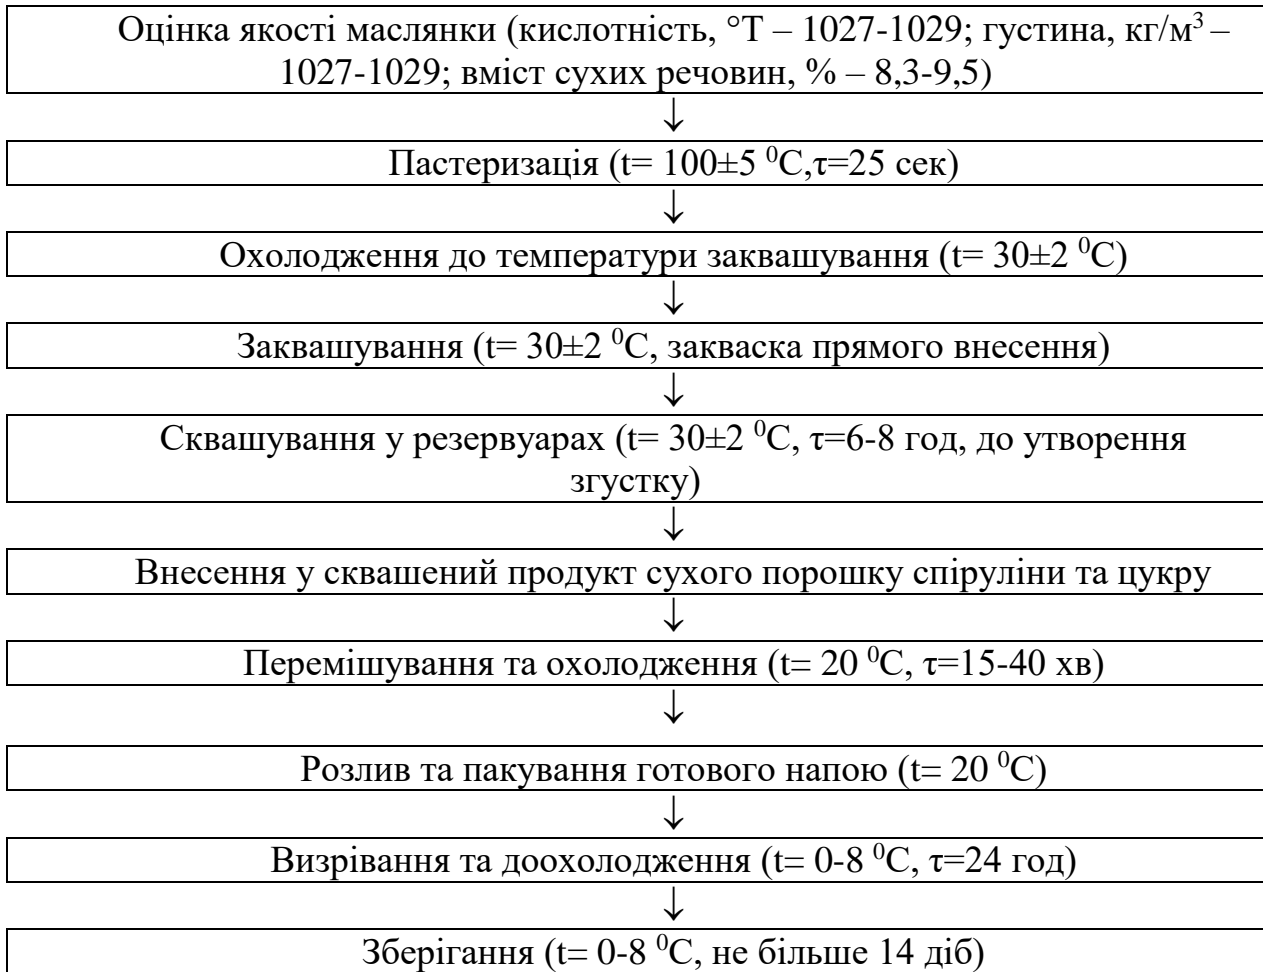 Оцінка якості маслянки (кислотність, °Т – 1027-1029; густина, кг/м³ –
1027-1029; вміст сухих речовин, % – 8,3-9,5)
↓
Пастеризація (t= 100±5 ⁰С,τ=25 сек)
↓
Охолодження до температури заквашування (t= 30±2 ⁰С)
↓
Заквашування (t= 30±2 ⁰С, закваска прямого внесення)
↓
Сквашування у резервуарах (t= 30±2 ⁰С, τ=6-8 год, до утворення
згустку)
↓
Внесення у сквашений продукт сухого порошку спіруліни та цукру
↓
Перемішування та охолодження (t= 20 ⁰С, τ=15-40 хв)
↓
Розлив та пакування готового напою (t= 20 ⁰С)
↓
Визрівання та доохолодження (t= 0-8 ⁰С, τ=24 год)
↓
Зберігання (t= 0-8 ⁰С, не більше 14 діб)